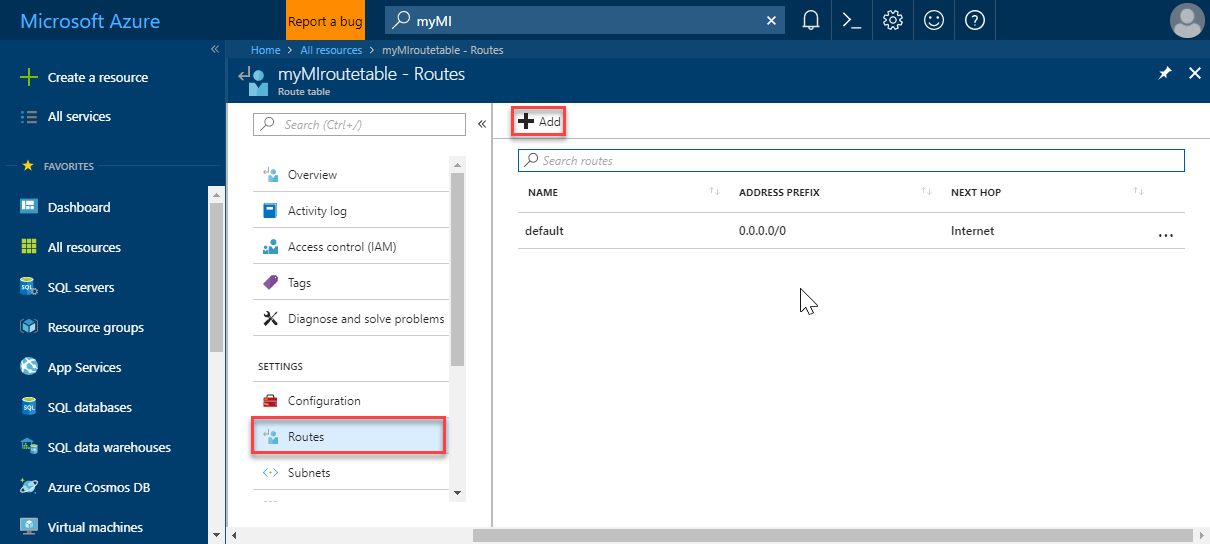 Microsoft Azure
Report a bug
myMI
Home > All resources > myMIroutetable - Routes
myMIroutetable - Routes
Route table
Create a resource
All services
FAVORITES
Dashboard
All resources
SQL servers
Resource groups
App Services
SQL databases
SQL data warehouses
Azure Cosmos DB
Virtual machines
Search (Ctrl+/)
Overview
Activity log
Access control (IAM)
Tags
Diagnose and solve problems
SETTINGS
Configuration
Routes
Subnets
Add
Search routes
NAME ADDRESS PREFIX NEXT HOP
default 0.0.0.0/0 Internet ...